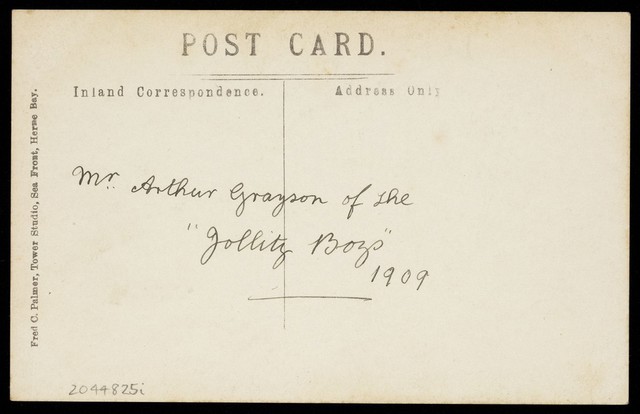 POST CARD.
Inland Correspondence.
Address Only
Mr. Arthur Grayson of the
"Jollity Boys"
1909
Fred C. Palmer, Tower Studio, Sea Front, Herne Bay.
2044825i